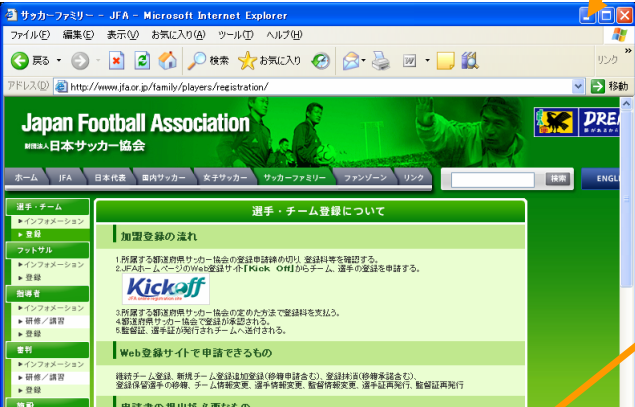 サッカーファミリー - JFA - Microsoft Internet Explorer
ファイル(F) 編集(E) 表示(V) お気に入り(A) ツール(T) ヘルプ(H)
戻る 検索 お気に入り リンク
アドレス(D) http://www.jfa.or.jp/family/players/registration/ 移動
Japan Football Association
財団法人日本サッカー協会
DRE
ホーム JFA 日本代表 国内サッカー 女子サッカー サッカーファミリー ファンゾーン リンク 検索 ENGLI
選手・チーム
インフォメーション
登録
フットサル
インフォメーション
登録
指導者
インフォメーション
研修/講習
登録
審判
インフォメーション
研修/講習
登録
施設
選手・チーム登録について
加盟登録の流れ
1.所属する都道府県サッカー協会の登録申請締め切り、登録料等を確認する。
2.JFAホームページのWeb登録サイト「Kick Off」からチーム、選手の登録を申請する。
Kickoff
JFA online registration site
3.所属する都道府県サッカー協会の定めた方法で登録料を支払う。
4.都道府県サッカー協会で登録が承認される。
5.監督証、選手証が発行されチームへ送付される。
Web登録サイトで申請できるもの
継続チーム登録、新規チーム登録追加登録(移籍申請含む)、登録抹消(移籍承諾含む)、
登録保留選手の移籍、チーム情報変更、選手情報変更、監督情報変更、選手証再発行、監督証再発行
申請書の提出が必要なもの